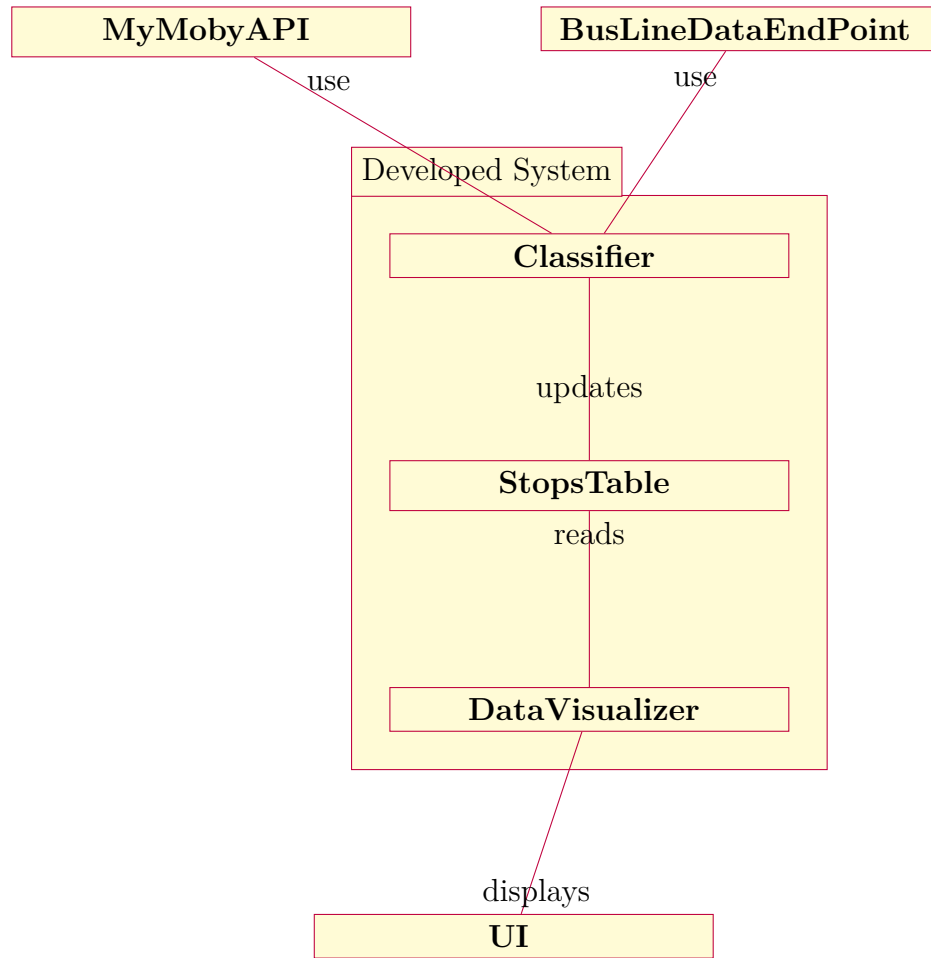 MyMobyAPI
BusLineDataEndPoint
use
use
Developed System
Classifier
updates
StopsTable
reads
DataVisualizer
displays
UI